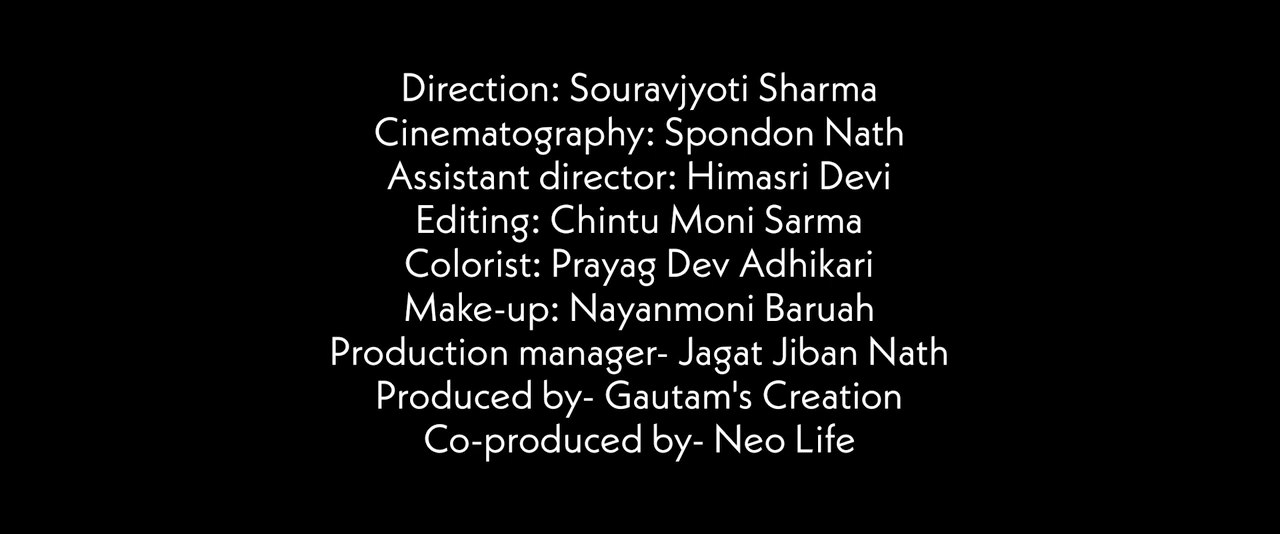 Direction: Souravjyoti Sharma
Cinematography: Spondon Nath
Assistant director: Himasri Devi
Editing: Chintu Moni Sarma
Colorist: Prayag Dev Adhikari
Make-up: Nayanmoni Baruah
Production manager- Jagat Jiban Nath
Produced by- Gautam's Creation
Co-produced by- Neo Life